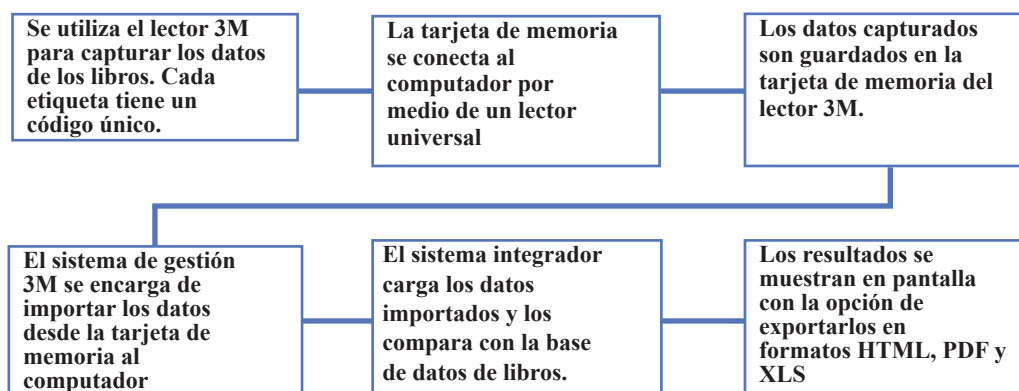 Se utiliza el lector 3M
para capturar los datos
de los libros. Cada
etiqueta tiene un
código único.
La tarjeta de memoria
se conecta al
computador por
medio de un lector
universal
Los datos capturados
son guardados en la
tarjeta de memoria del
lector 3M.
El sistema de gestión
3M se encarga de
importar los datos
desde la tarjeta de
memoria al
computador
El sistema integrador
carga los datos
importados y los
compara con la base
de datos de libros.
Los resultados se
muestran en pantalla
con la opción de
exportarlos en
formatos HTML, PDF y
XLS